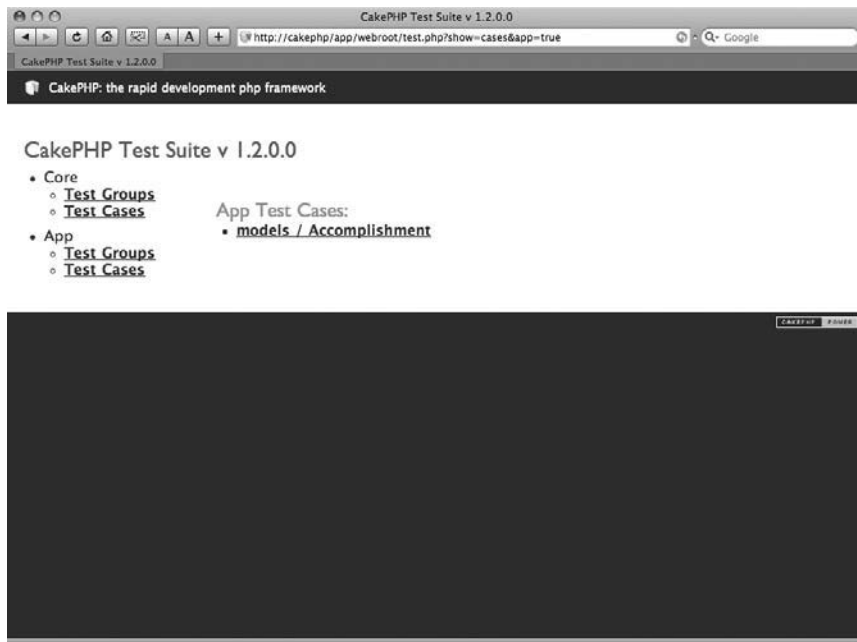 CakePHP Test Suite v 1.2.0.0
A A + http://cakephp/app/webroot/test.php?show=cases&app=true Google
CakePHP Test Suite v 1.2.0.0
CakePHP: the rapid development php framework
CakePHP Test Suite v 1.2.0.0
• Core
◦ Test Groups
◦ Test Cases
• App
◦ Test Groups
◦ Test Cases
App Test Cases:
• models / Accomplishment
CAKEPHP POWER